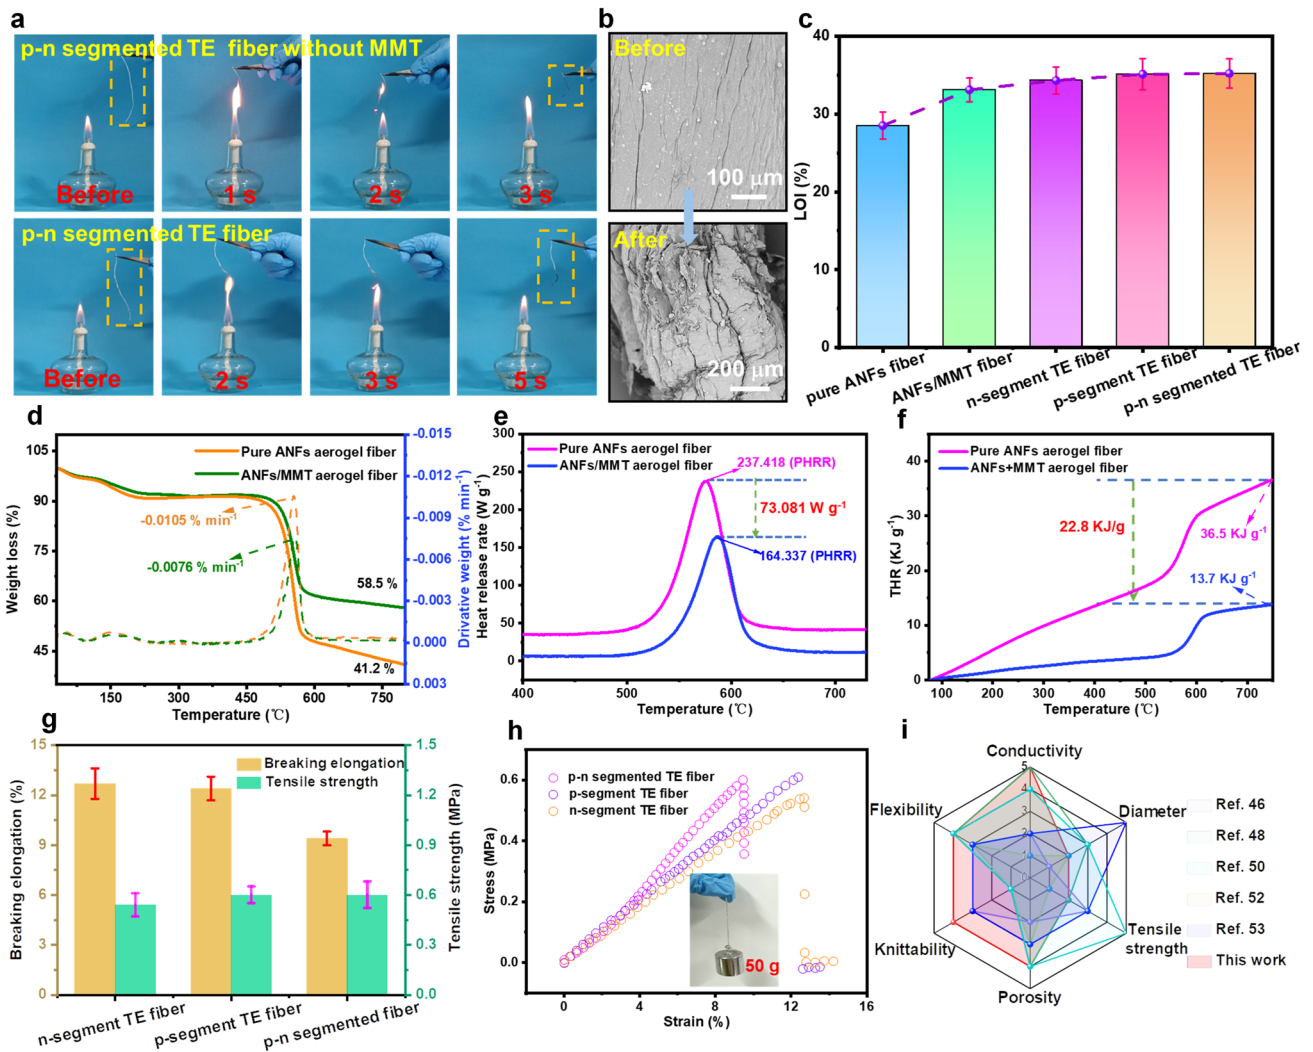 a
p-n segmented TE fiber without MMT
Before
1 s
2 s
3 s
p-n segmented TE fiber
Before
2 s
3 s
5 s
b
Before
100 μm
After
200 μm
c
LOI (%)
40
30
20
10
0
pure ANFs fiber
ANFs/MMT fiber
n-segment TE fiber
p-segment TE fiber
p-n segmented TE fiber
d
Pure ANFs aerogel fiber
ANFs/MMT aerogel fiber
-0.0105 % min-1
-0.0076 % min-1
58.5 %
41.2 %
Weight loss (%)
105
90
75
60
45
150
300
450
600
750
Temperature (℃)
-0.015
-0.012
-0.009
-0.006
-0.003
0.000
0.003
Drivative weight (% min-1)
e
Pure ANFs aerogel fiber
ANFs/MMT aerogel fiber
237.418 (PHRR)
73.081 W g-1
164.337 (PHRR)
Heat release rate (W g-1)
300
250
200
150
100
50
0
400
500
600
700
Temperature (℃)
f
Pure ANFs aerogel fiber
ANFs+MMT aerogel fiber
22.8 KJ/g
36.5 KJ g-1
13.7 KJ g-1
THR (KJ g-1)
40
30
20
10
0
100
200
300
400
500
600
700
Temperature (℃)
g
Breaking elongation
Tensile strength
Breaking elongation (%)
15
12
9
6
3
0
n-segment TE fiber
p-segment TE fiber
p-n segmented fiber
1.5
1.2
0.9
0.6
0.3
0.0
Tensile strength (MPa)
h
p-n segmented TE fiber
p-segment TE fiber
n-segment TE fiber
50 g
Stress (MPa)
0.6
0.4
0.2
0.0
0
4
8
12
16
Strain (%)
i
Conductivity
Diameter
Tensile
strength
Porosity
Knittability
Flexibility
5
4
3
2
1
0
Ref. 46
Ref. 48
Ref. 50
Ref. 52
Ref. 53
This work